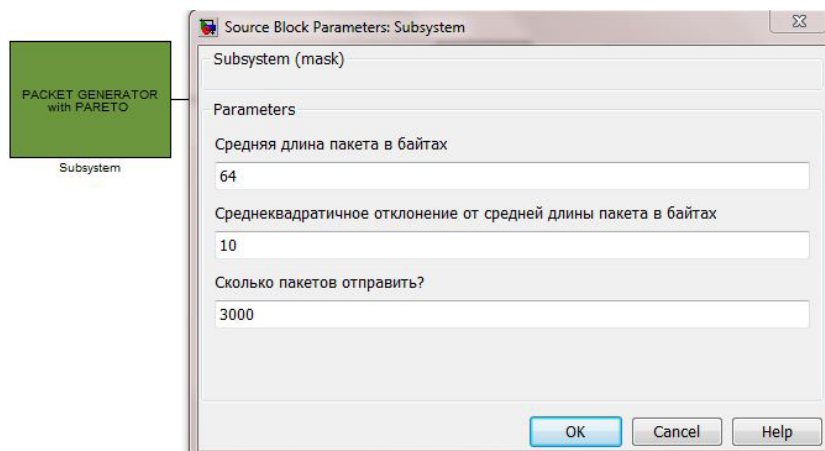 PACKET GENERATOR
with PARETO
Subsystem
Source Block Parameters: Subsystem
Subsystem (mask)
Parameters
Средняя длина пакета в байтах
64
Среднеквадратичное отклонение от средней длины пакета в байтах
10
Сколько пакетов отправить?
3000
OK
Cancel
Help